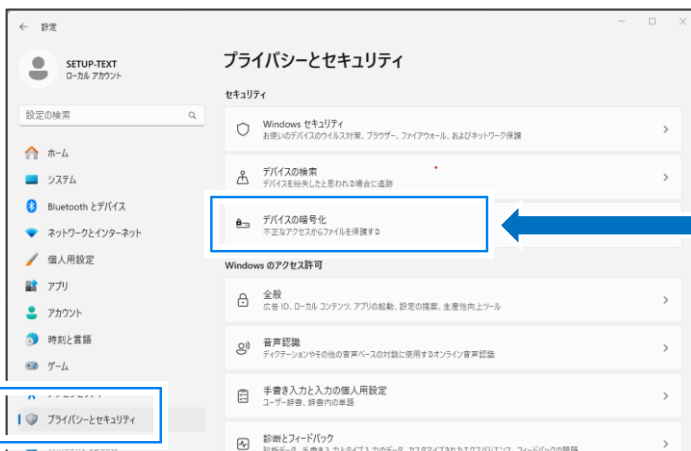 設定
SETUP-TEXT
ローカル アカウント
設定の検索
ホーム
システム
Bluetooth とデバイス
ネットワークとインターネット
個人用設定
アプリ
アカウント
時刻と言語
ゲーム
プライバシーとセキュリティ
プライバシーとセキュリティ
セキュリティ
Windows セキュリティ
お使いのデバイスのウイルス対策、ブラウザー、ファイアウォール、およびネットワーク保護
デバイスの検索
デバイスを紛失したと思われる場合に追跡
デバイスの暗号化
不正なアクセスからファイルを保護する
Windows のアクセス許可
全般
広告 ID、ローカル コンテンツ、アプリの起動、設定の提案、生産性向上ツール
音声認識
ディクテーションやその他の音声ベースの対話に使用するオンライン音声認識
手書き入力と入力の個人用設定
ユーザー辞書、辞書内の単語
診断とフィードバック